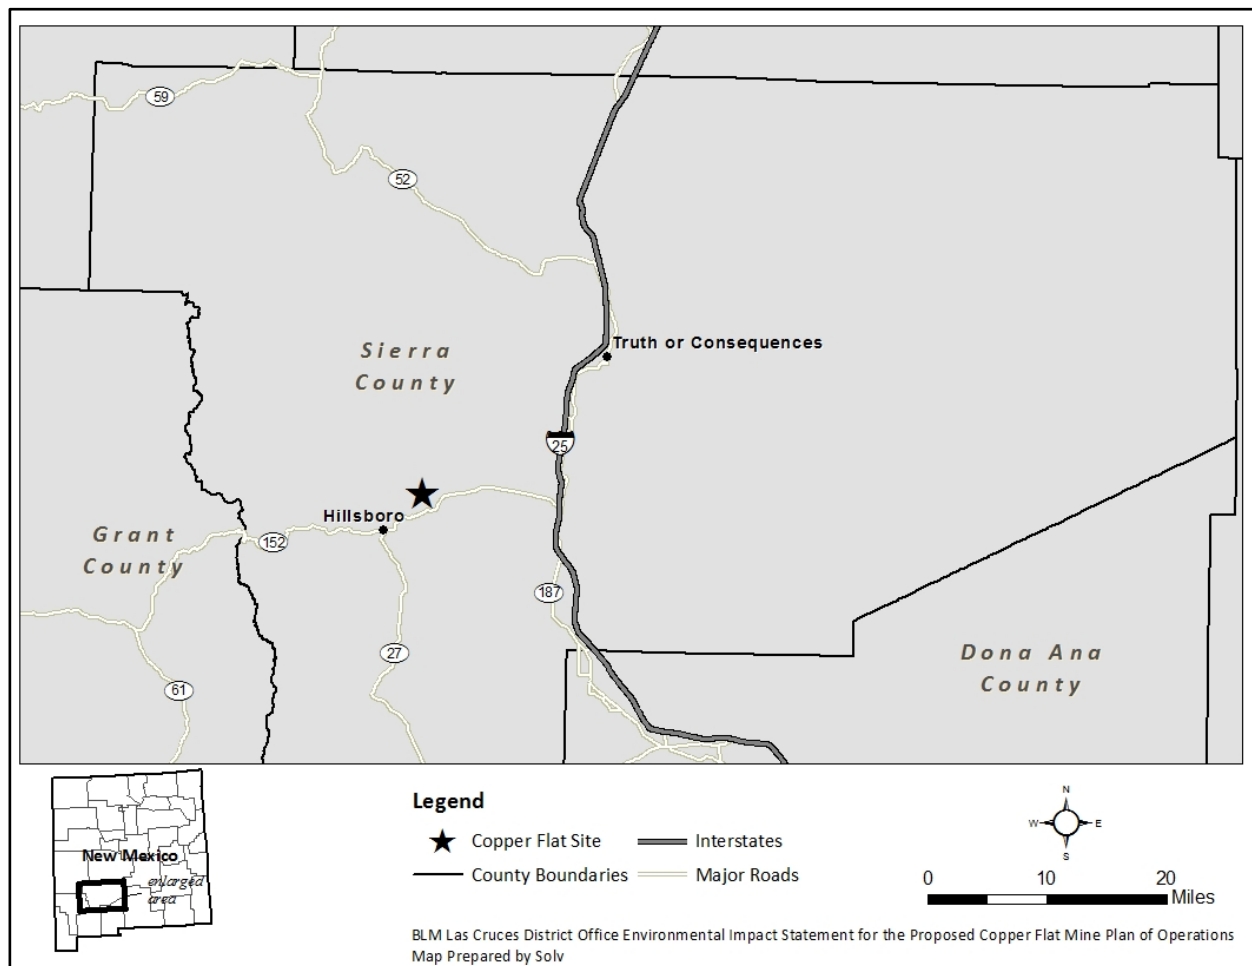 59
52
Truth or Consequences
Sierra
County
25
Hillsboro
Grant
County
152
187
27
Dona Ana
County
61
New Mexico
enlarged
area
Legend
Copper Flat Site
Interstates
County Boundaries
Major Roads
N
W
E
S
0
10
20
Miles
BLM Las Cruces District Office Environmental Impact Statement for the Proposed Copper Flat Mine Plan of Operations
Map Prepared by Solv